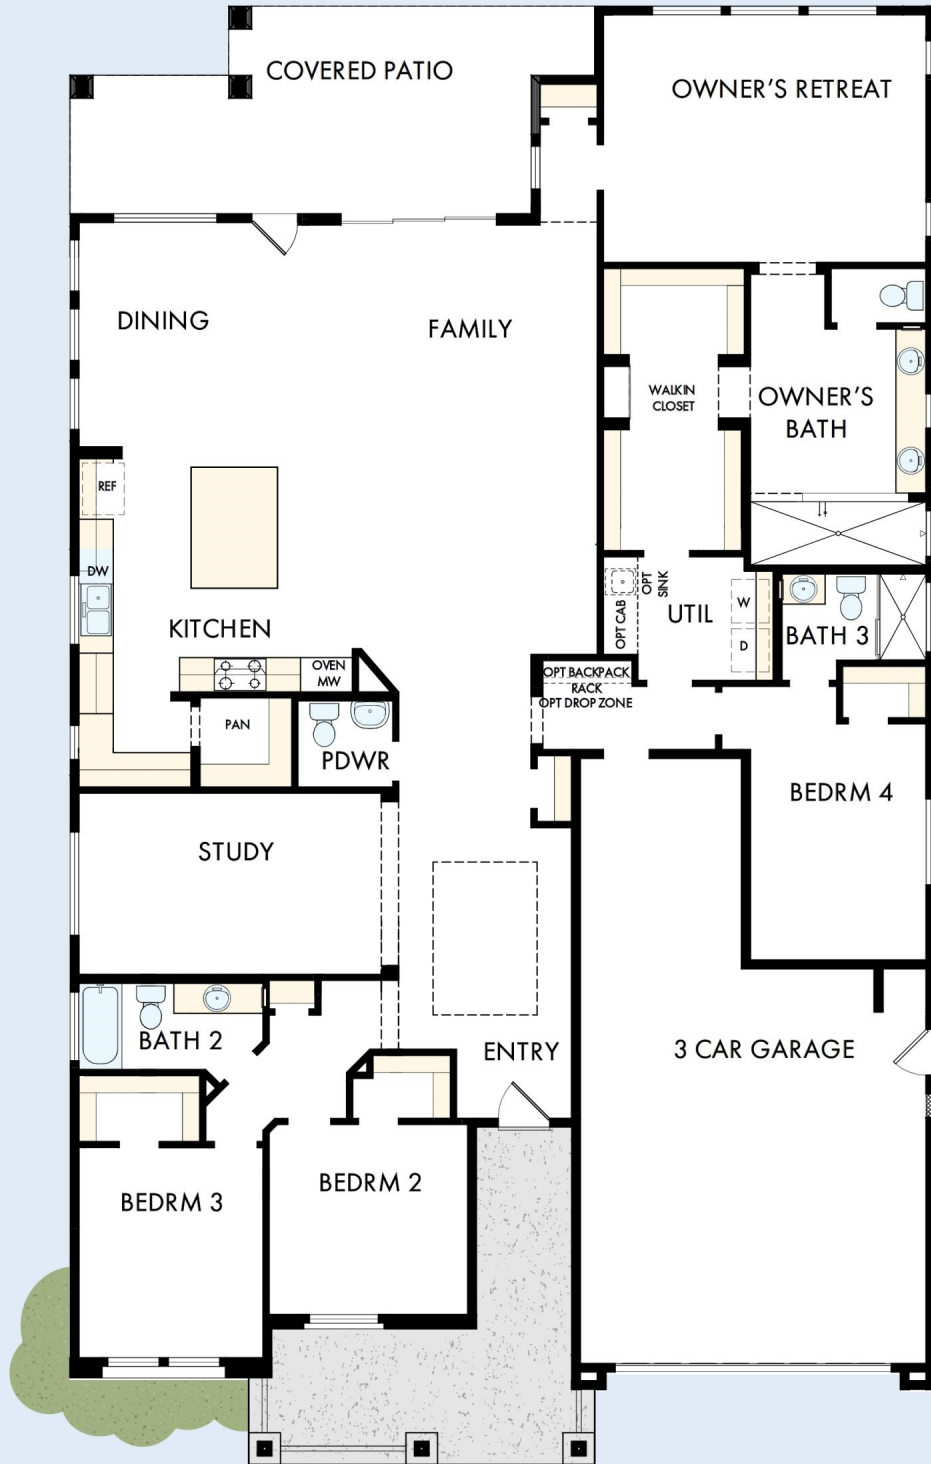 COVERED PATIO
OWNER'S RETREAT
DINING
FAMILY
WALKIN
CLOSET
OWNER'S
BATH
REF
DW
KITCHEN
OVEN
MW
OPT CAB
OPT
SINK
UTIL
W
D
BATH 3
OPT BACKPACK
RACK
OPT DROP ZONE
PAN
PDWR
BEDRM 4
STUDY
BATH 2
ENTRY
3 CAR GARAGE
BEDRM 3
BEDRM 2